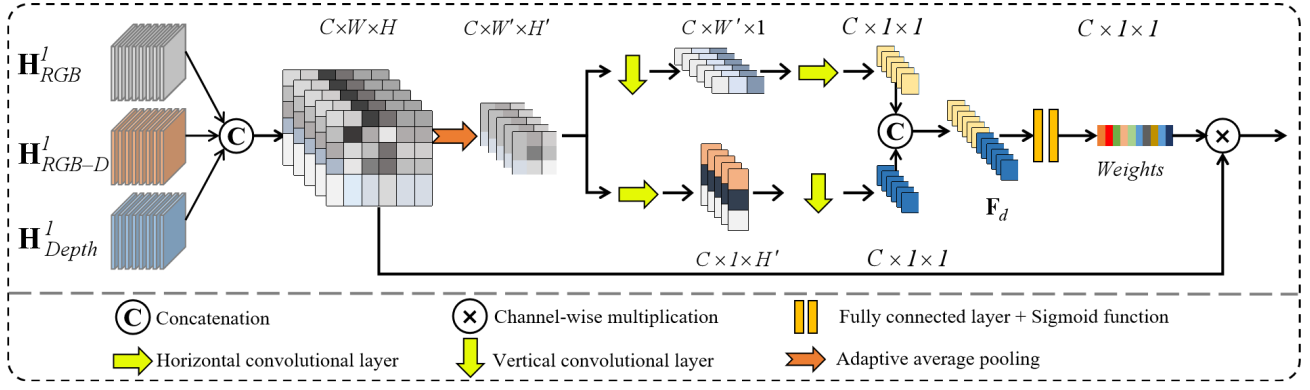 C×W×H
C×W'×H'
C×W'×1
C×1×1
C×1×1
H^1_RGB
H^1_RGB-D
H^1_Depth
C
C
×
Weights
F_d
C×1×H'
C×1×1
C Concatenation
× Channel-wise multiplication
Fully connected layer + Sigmoid function
Horizontal convolutional layer
Vertical convolutional layer
Adaptive average pooling